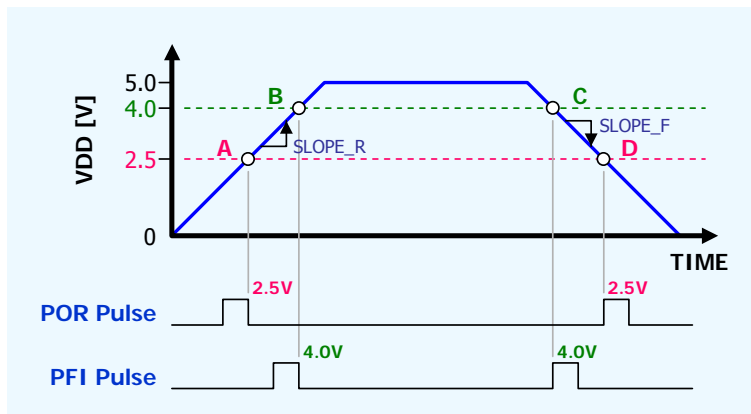 VDD [V]
5.0
4.0
2.5
0
A
B
C
D
SLOPE_R
SLOPE_F
TIME
POR Pulse
2.5V
2.5V
PFI Pulse
4.0V
4.0V